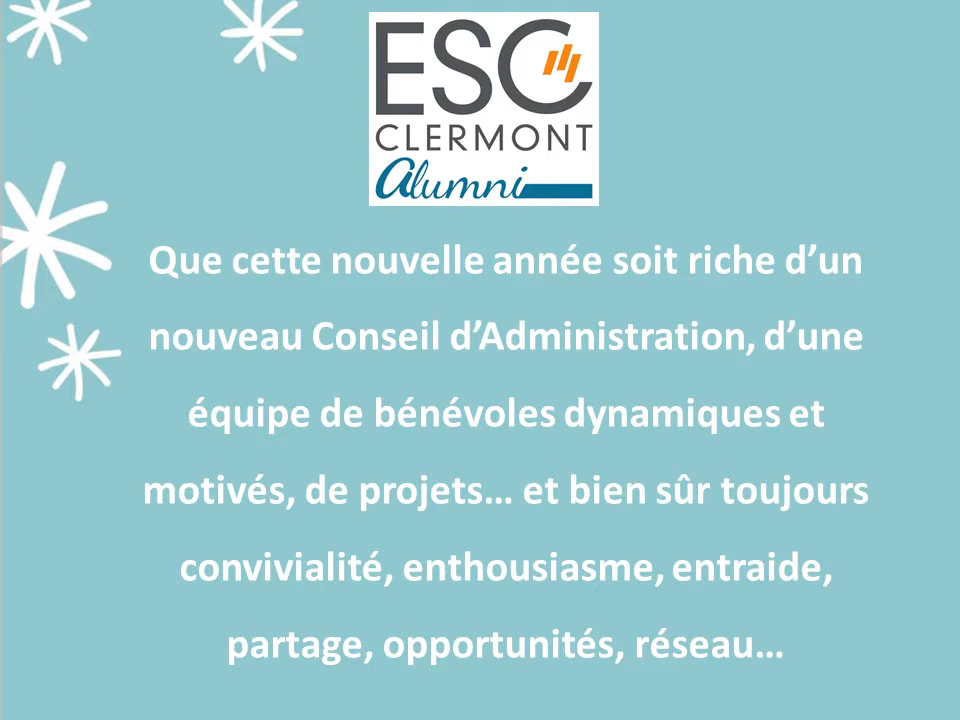 ESC
CLERMONT
alumni
Que cette nouvelle année soit riche d’un
nouveau Conseil d’Administration, d’une
équipe de bénévoles dynamiques et
motivés, de projets… et bien sûr toujours
convivialité, enthousiasme, entraide,
partage, opportunités, réseau…